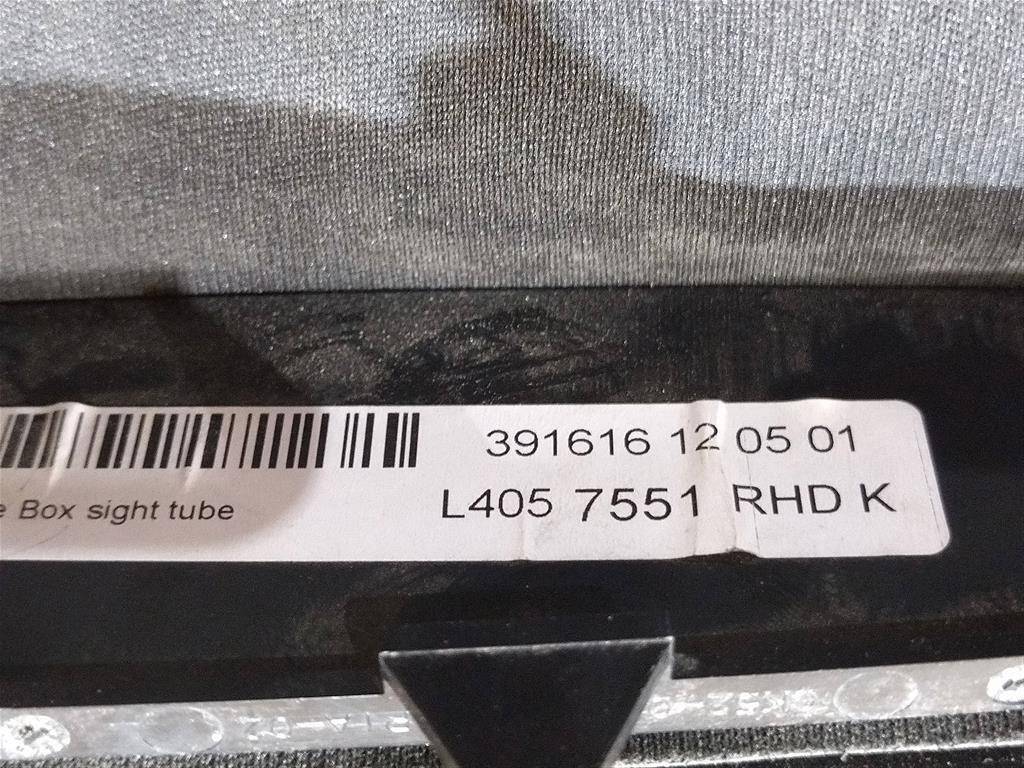 391616 12 05 01
e Box sight tube
L405 7551 RHD K